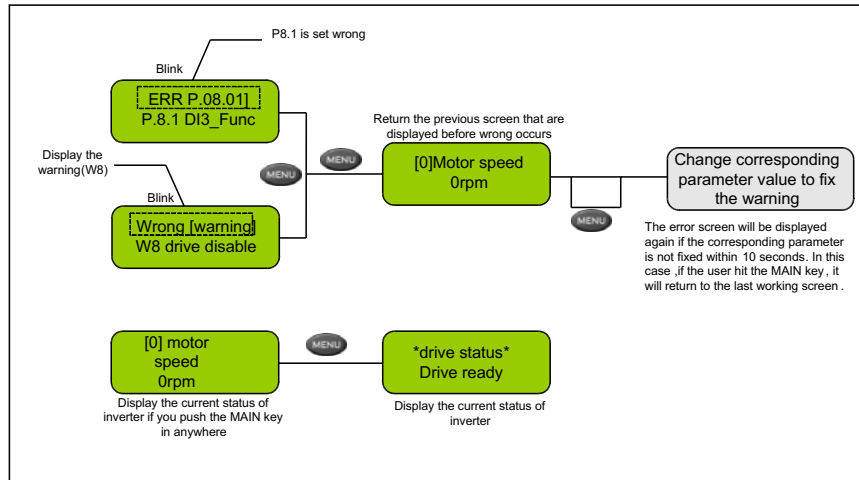 P8.1 is set wrong
Blink
ERR P.08.01]
P.8.1 DI3_Func
Display the
warning(W8)
Blink
Wrong [warning]
W8 drive disable
MENU
MENU
Return the previous screen that are
displayed before wrong occurs
[0]Motor speed
0rpm
MENU
Change corresponding
parameter value to fix
the warning
The error screen will be displayed
again if the corresponding parameter
is not fixed within 10 seconds. In this
case ,if the user hit the MAIN key , it
will return to the last working screen .
[0] motor
speed
0rpm
MENU
*drive status*
Drive ready
Display the current status of
inverter if you push the MAIN key
in anywhere
Display the current status of
inverter